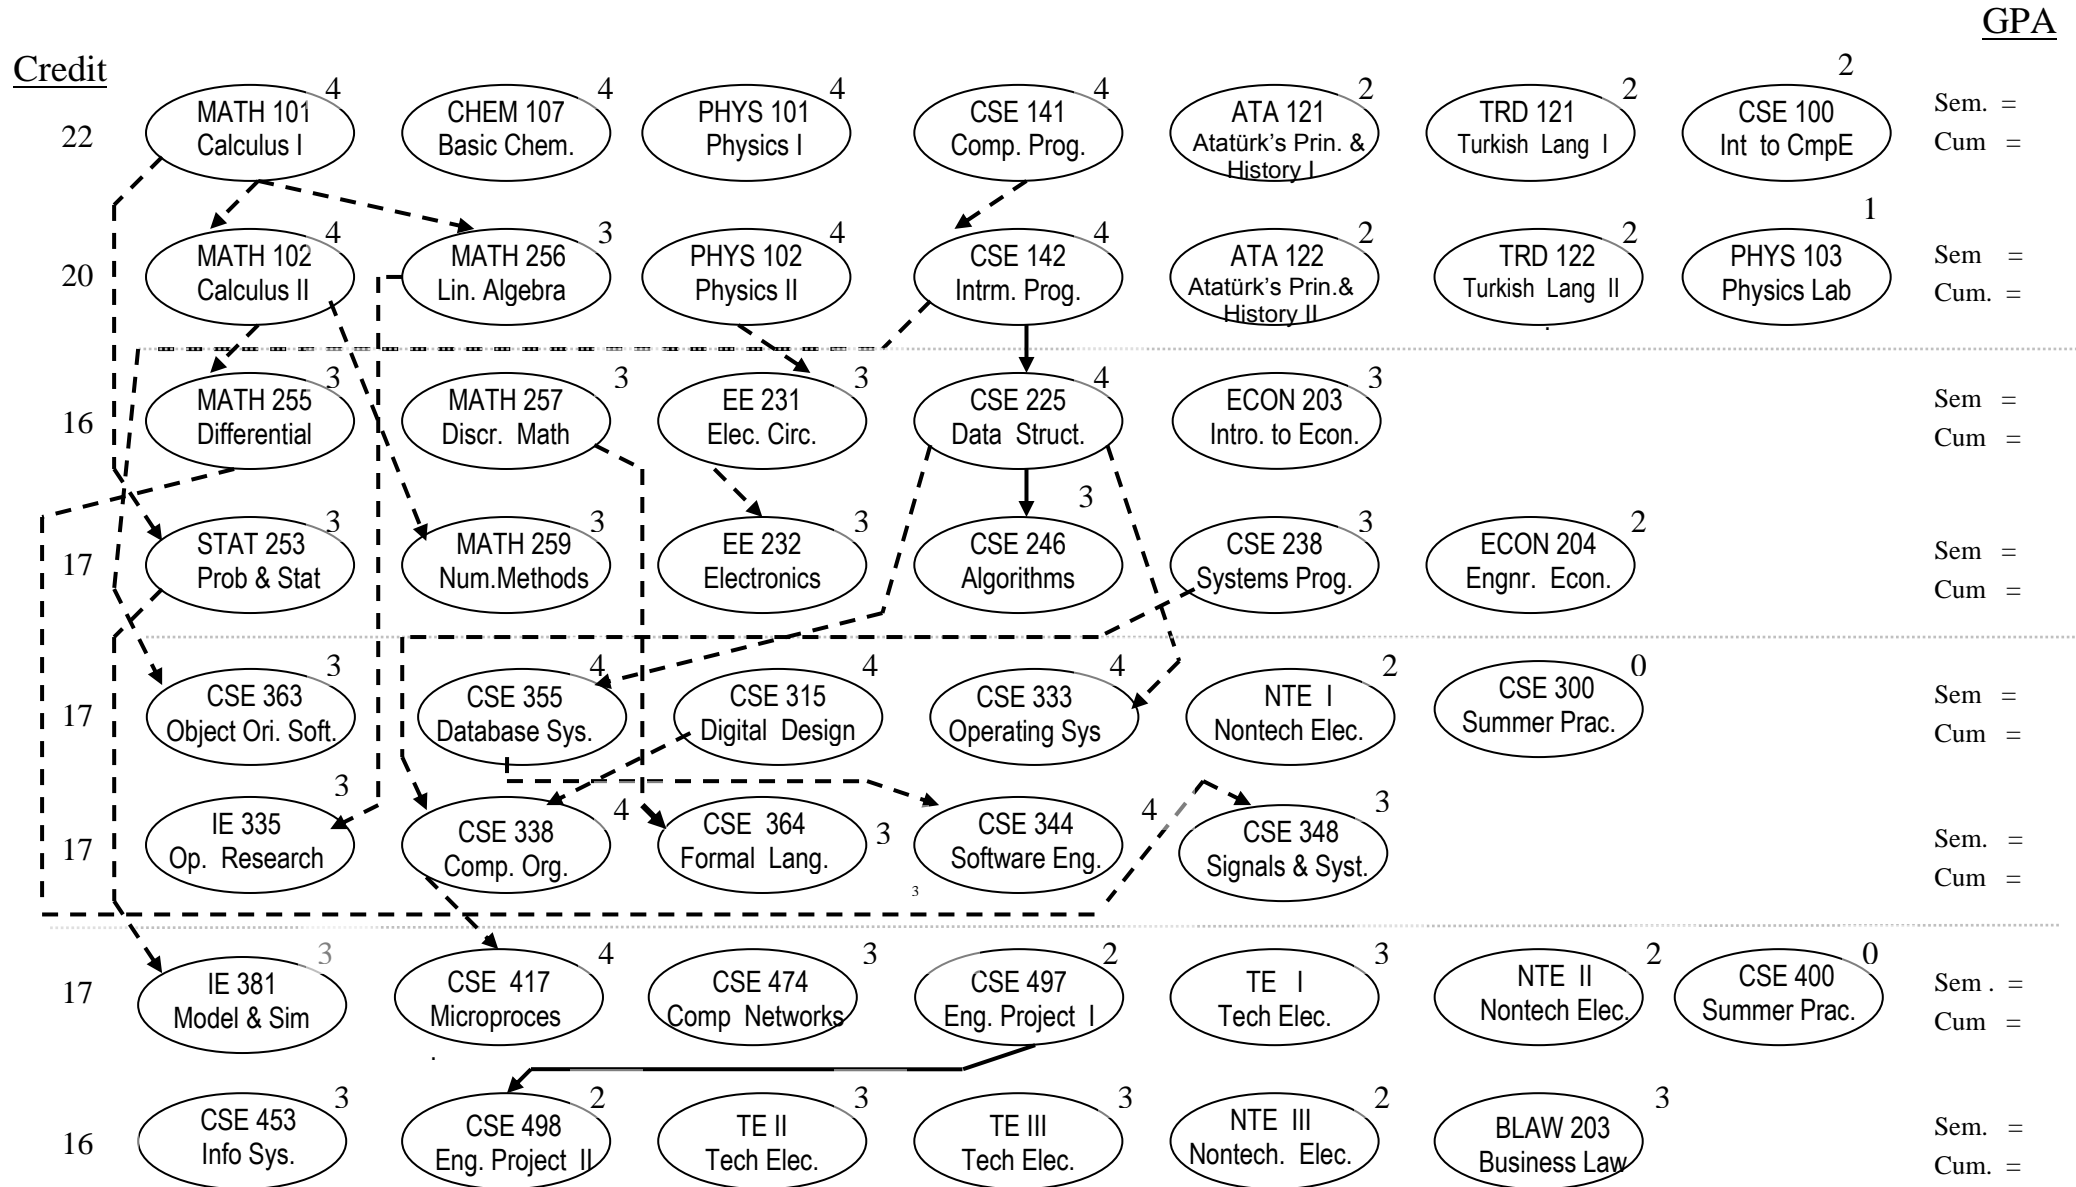 GPA
Credit
22
MATH 101
Calculus I
4
CHEM 107
Basic Chem.
4
PHYS 101
Physics I
4
CSE 141
Comp. Prog.
4
ATA 121
Atatürk’s Prin. &
History I
2
TRD 121
Turkish Lang I
2
CSE 100
Int to CmpE
2
Sem. =
Cum =
20
MATH 102
Calculus II
4
MATH 256
Lin. Algebra
3
PHYS 102
Physics II
4
CSE 142
Intrm. Prog.
4
ATA 122
Atatürk’s Prin.&
History II
2
TRD 122
Turkish Lang II
2
PHYS 103
Physics Lab
1
Sem =
Cum. =
16
MATH 255
Differential
3
MATH 257
Discr. Math
3
EE 231
Elec. Circ.
3
CSE 225
Data Struct.
4
ECON 203
Intro. to Econ.
3
Sem =
Cum =
17
STAT 253
Prob & Stat
3
MATH 259
Num.Methods
3
EE 232
Electronics
3
CSE 246
Algorithms
3
CSE 238
Systems Prog.
3
ECON 204
Engnr. Econ.
2
Sem =
Cum =
17
CSE 363
Object Ori. Soft.
3
CSE 355
Database Sys.
4
CSE 315
Digital Design
4
CSE 333
Operating Sys
4
NTE I
Nontech Elec.
2
CSE 300
Summer Prac.
0
Sem =
Cum =
17
IE 335
Op. Research
3
CSE 338
Comp. Org.
4
CSE 364
Formal Lang.
3
CSE 344
Software Eng.
4
3
CSE 348
Signals & Syst.
3
Sem. =
Cum =
17
IE 381
Model & Sim
3
CSE 417
Microproces
4
.
CSE 474
Comp Networks
3
CSE 497
Eng. Project I
2
TE I
Tech Elec.
3
NTE II
Nontech Elec.
2
CSE 400
Summer Prac.
0
Sem . =
Cum =
16
CSE 453
Info Sys.
3
CSE 498
Eng. Project II
2
TE II
Tech Elec.
3
TE III
Tech Elec.
3
NTE III
Nontech. Elec.
2
BLAW 203
Business Law
3
Sem. =
Cum. =